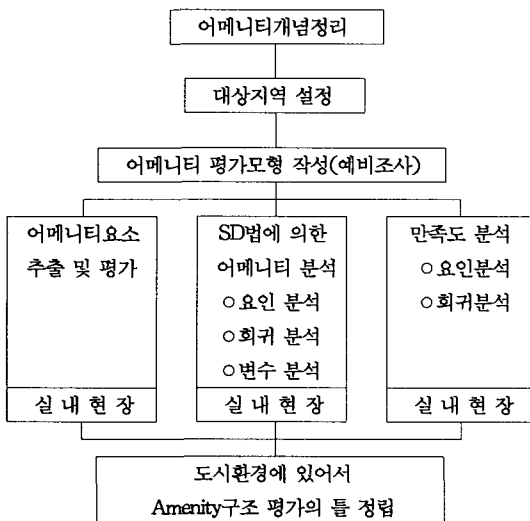 어메니티개념정리
대상지역 설정
어메니티 평가모형 작성(예비조사)
어메니티요소
추출 및 평가
실 내 현 장
SD법에 의한
어메니티 분석
○요인 분석
○회귀 분석
○변수 분석
실 내 현 장
만족도 분석
○요인분석
○회귀분석
실 내 현 장
도시환경에 있어서
Amenity구조 평가의 틀 정립